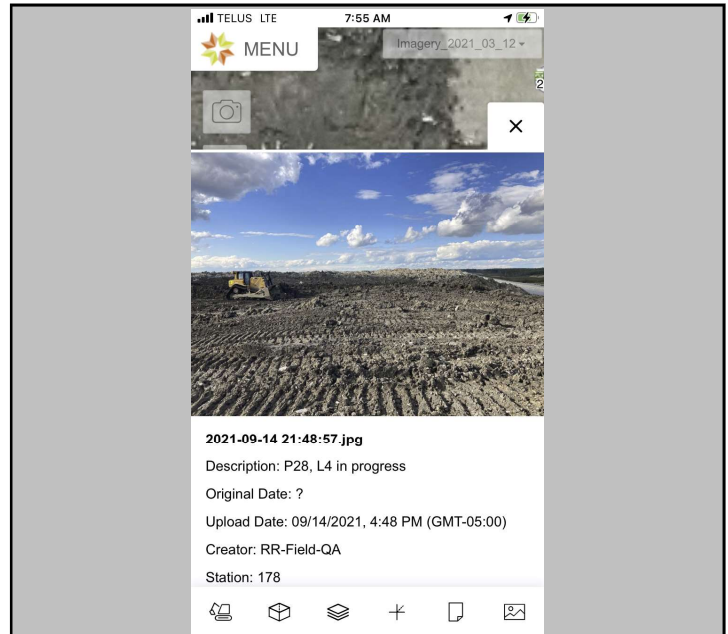 TELUS LTE 7:55 AM
MENU
Imagery_2021_03_12
2
2021-09-14 21:48:57.jpg
Description: P28, L4 in progress
Original Date: ?
Upload Date: 09/14/2021, 4:48 PM (GMT-05:00)
Creator: RR-Field-QA
Station: 178